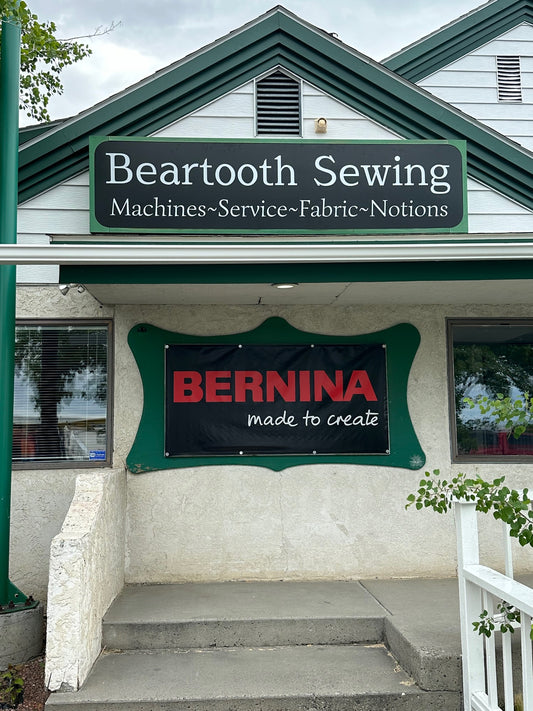 Beartooth Sewing
Machines~Service~Fabric~Notions
BERNINA
made to create